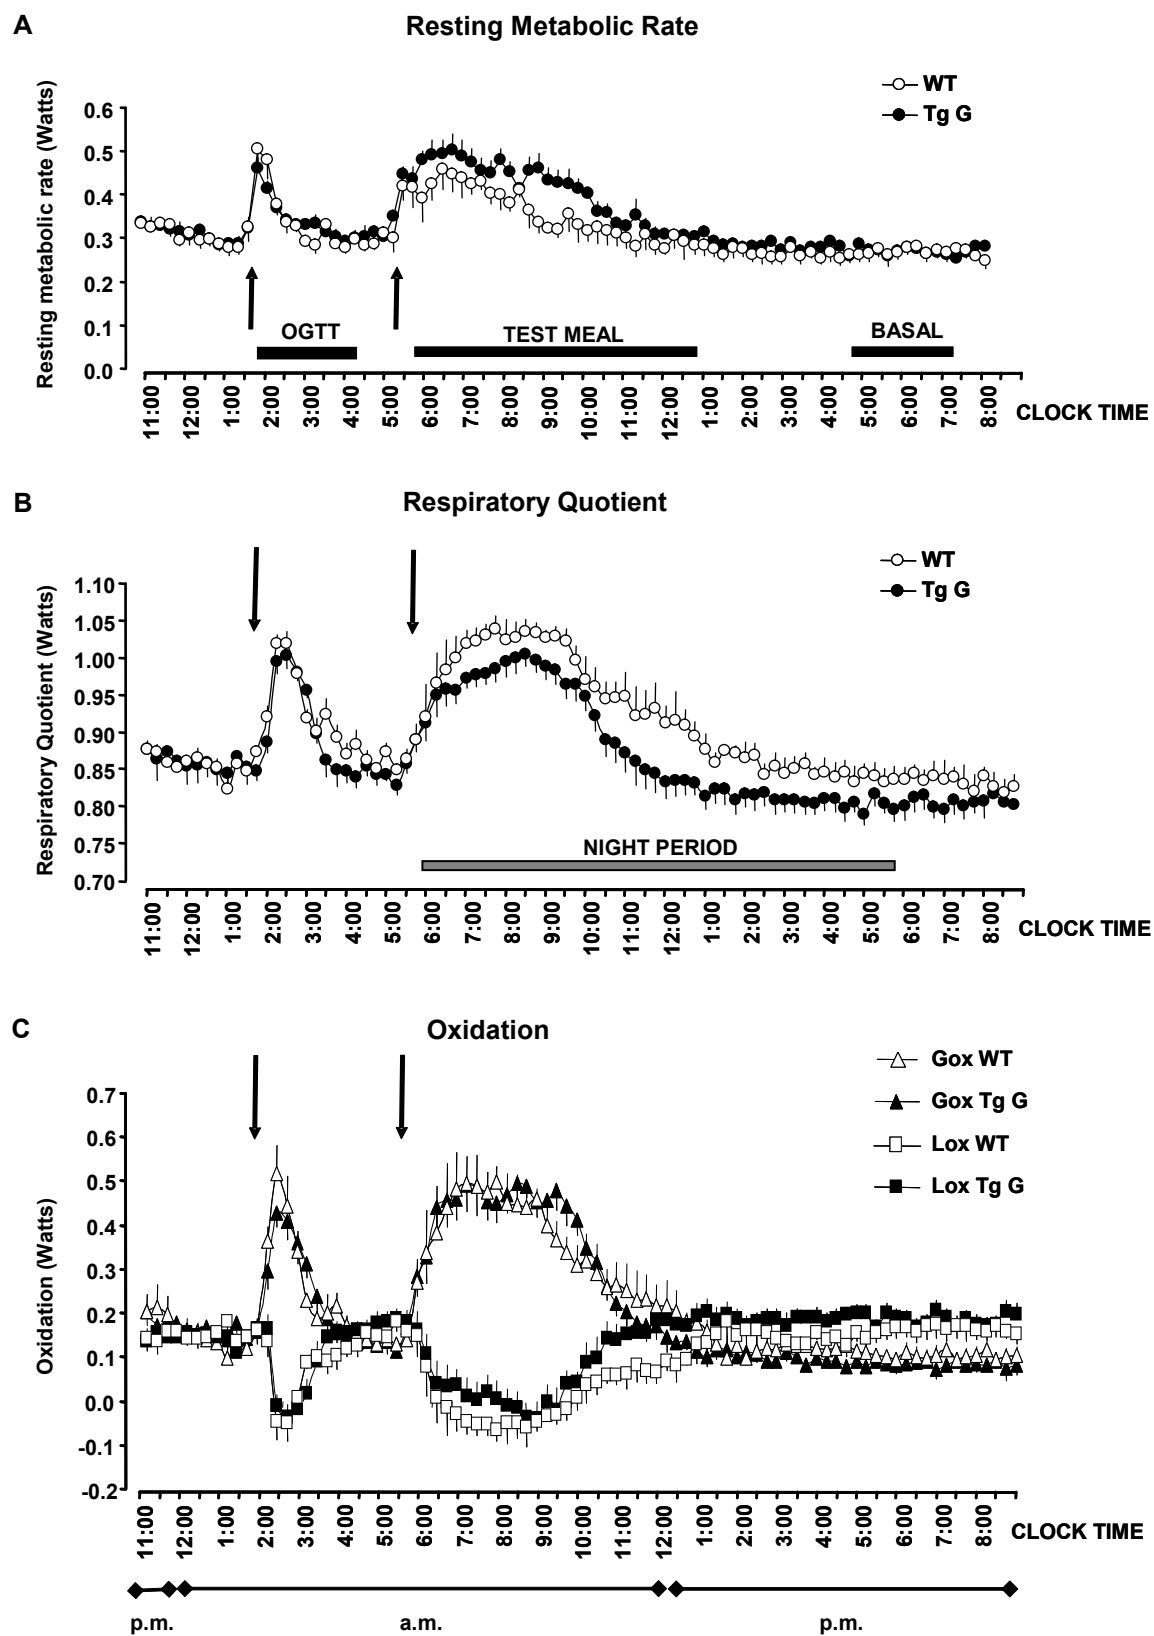 A
Resting Metabolic Rate
WT
Tg G
Resting metabolic rate (Watts)
0.6
0.5
0.4
0.3
0.2
0.1
0.0
OGTT
TEST MEAL
BASAL
11:00 12:00 1:00 2:00 3:00 4:00 5:00 6:00 7:00 8:00 9:00 10:00 11:00 12:00 1:00 2:00 3:00 4:00 5:00 6:00 7:00 8:00
CLOCK TIME
B
Respiratory Quotient
WT
Tg G
Respiratory Quotient (Watts)
1.10
1.05
1.00
0.95
0.90
0.85
0.80
0.75
0.70
NIGHT PERIOD
11:00 12:00 1:00 2:00 3:00 4:00 5:00 6:00 7:00 8:00 9:00 10:00 11:00 12:00 1:00 2:00 3:00 4:00 5:00 6:00 7:00 8:00
CLOCK TIME
C
Oxidation
Gox WT
Gox Tg G
Lox WT
Lox Tg G
Oxidation (Watts)
0.7
0.6
0.5
0.4
0.3
0.2
0.1
0.0
-0.1
-0.2
11:00 12:00 1:00 2:00 3:00 4:00 5:00 6:00 7:00 8:00 9:00 10:00 11:00 12:00 1:00 2:00 3:00 4:00 5:00 6:00 7:00 8:00
CLOCK TIME
p.m. a.m. p.m.